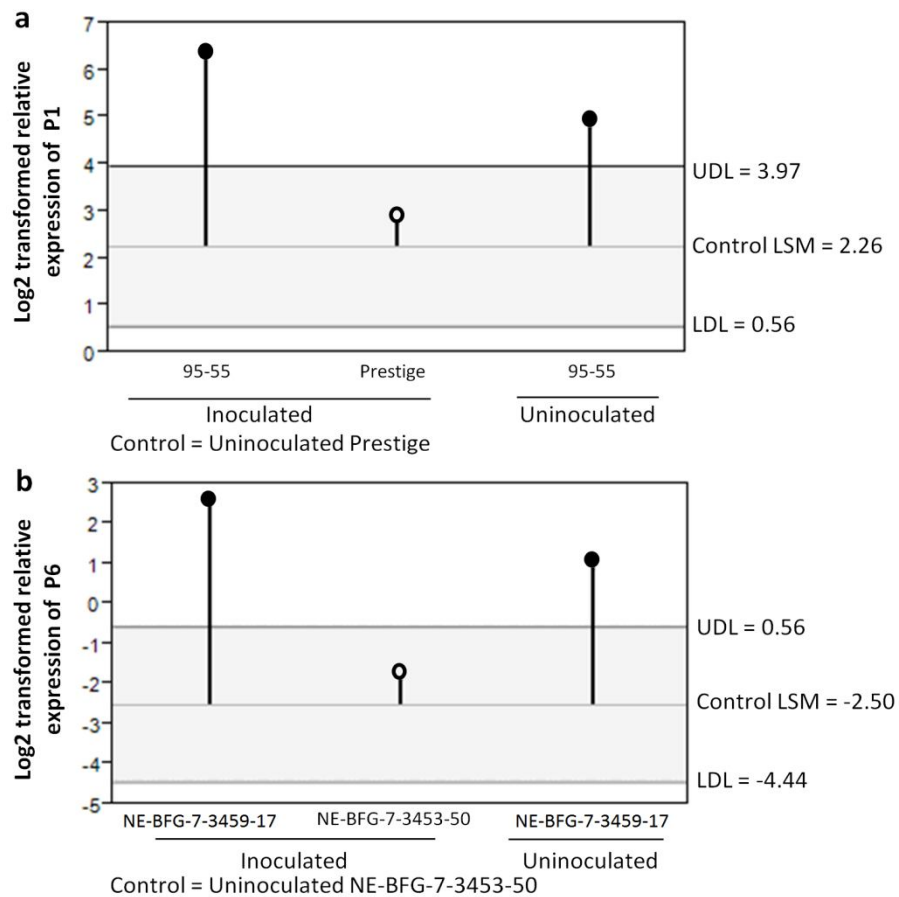 a
Log2 transformed relative
expression of P1
7
6
5
4
3
2
1
0
UDL = 3.97
Control LSM = 2.26
LDL = 0.56
95-55
Prestige
95-55
Inoculated
Uninoculated
Control = Uninoculated Prestige
b
Log2 transformed relative
expression of P6
3
2
1
0
-1
-2
-3
-4
-5
UDL = 0.56
Control LSM = -2.50
LDL = -4.44
NE-BFG-7-3459-17
NE-BFG-7-3453-50
NE-BFG-7-3459-17
Inoculated
Uninoculated
Control = Uninoculated NE-BFG-7-3453-50